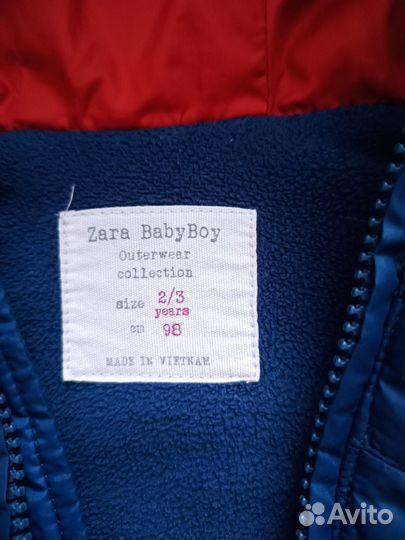 Zara BabyBoy
Outerwear
collection
size 2/3
years
cm 98
MADE IN VIETNAM
Avito